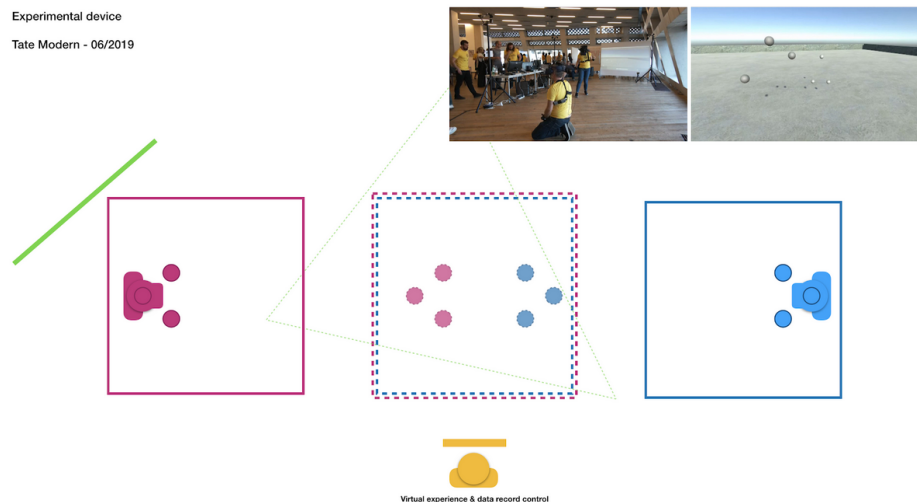 Experimental device
Tate Modern - 06/2019
Virtual experience & data record control